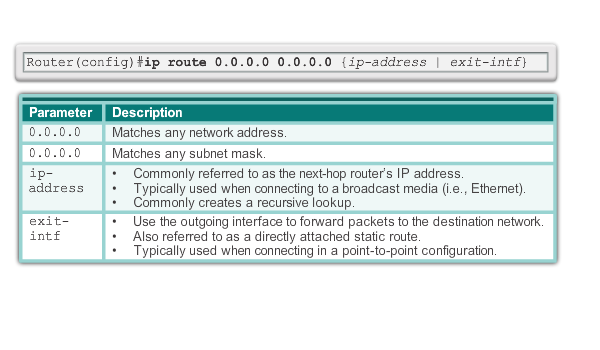 Router(config)#ip route 0.0.0.0 0.0.0.0 {ip-address | exit-intf}
Parameter Description
0.0.0.0 Matches any network address.
0.0.0.0 Matches any subnet mask.
ip-
address
• Commonly referred to as the next-hop router's IP address.
• Typically used when connecting to a broadcast media (i.e., Ethernet).
• Commonly creates a recursive lookup.
exit-
intf
• Use the outgoing interface to forward packets to the destination network.
• Also referred to as a directly attached static route.
• Typically used when connecting in a point-to-point configuration.